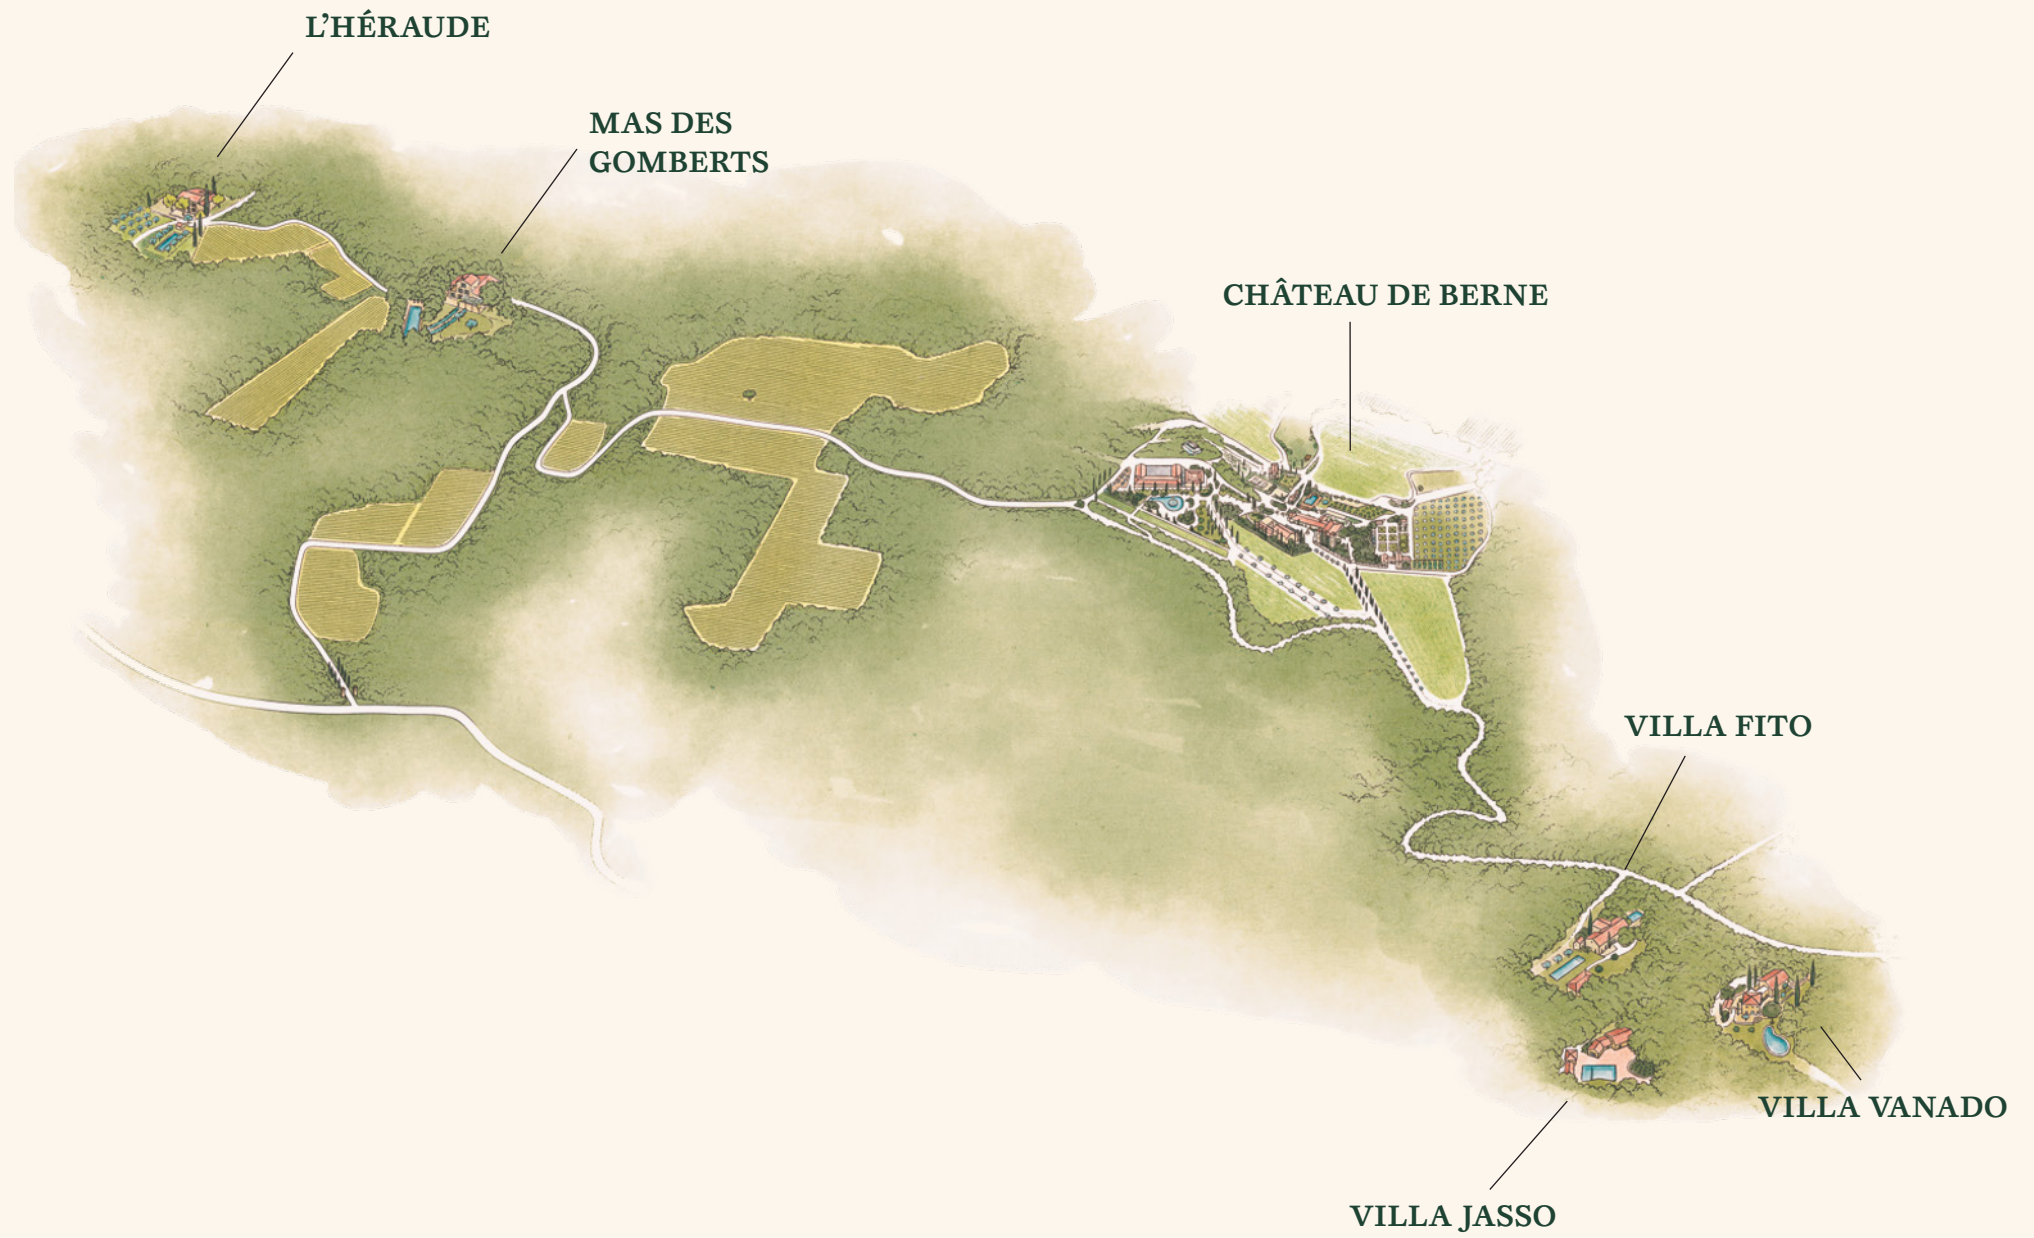 L’HÉRAUDE
MAS DES
GOMBERTS
CHÂTEAU DE BERNE
VILLA FITO
VILLA VANADO
VILLA JASSO